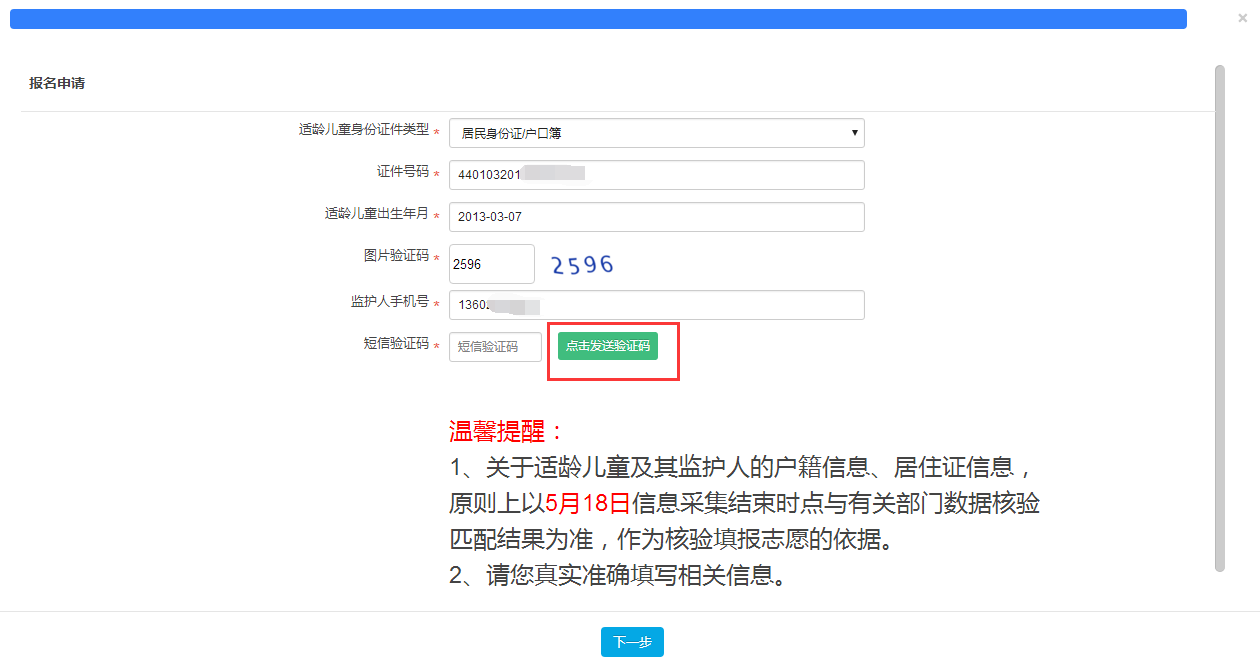 ×
报名申请
适龄儿童身份证件类型 * 居民身份证/户口簿 ▼
证件号码 * 440103201
适龄儿童出生年月 * 2013-03-07
图片验证码 * 2596 2596
监护人手机号 * 1360
短信验证码 * 短信验证码 点击发送验证码
温馨提醒：
1、关于适龄儿童及其监护人的户籍信息、居住证信息，
原则上以5月18日信息采集结束时点与有关部门数据核验
匹配结果为准，作为核验填报志愿的依据。
2、请您真实准确填写相关信息。
下一步